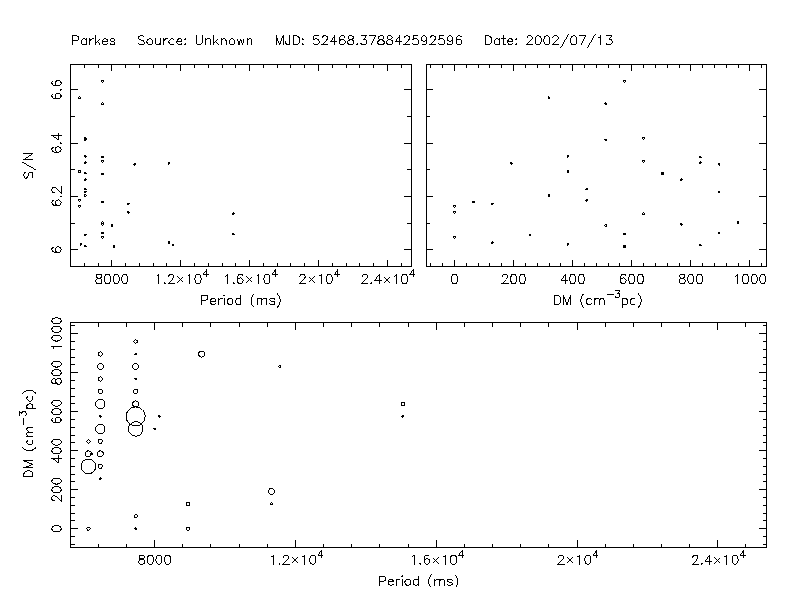 Parkes Source: Unknown MJD: 52468.378842592596 Date: 2002/07/13
S/N
6.6
6.4
6.2
6
8000 1.2×10⁴ 1.6×10⁴ 2×10⁴ 2.4×10⁴
Period (ms)
0 200 400 600 800 1000
DM (cm⁻³pc)
DM (cm⁻³pc)
1000
800
600
400
200
0
8000 1.2×10⁴ 1.6×10⁴ 2×10⁴ 2.4×10⁴
Period (ms)